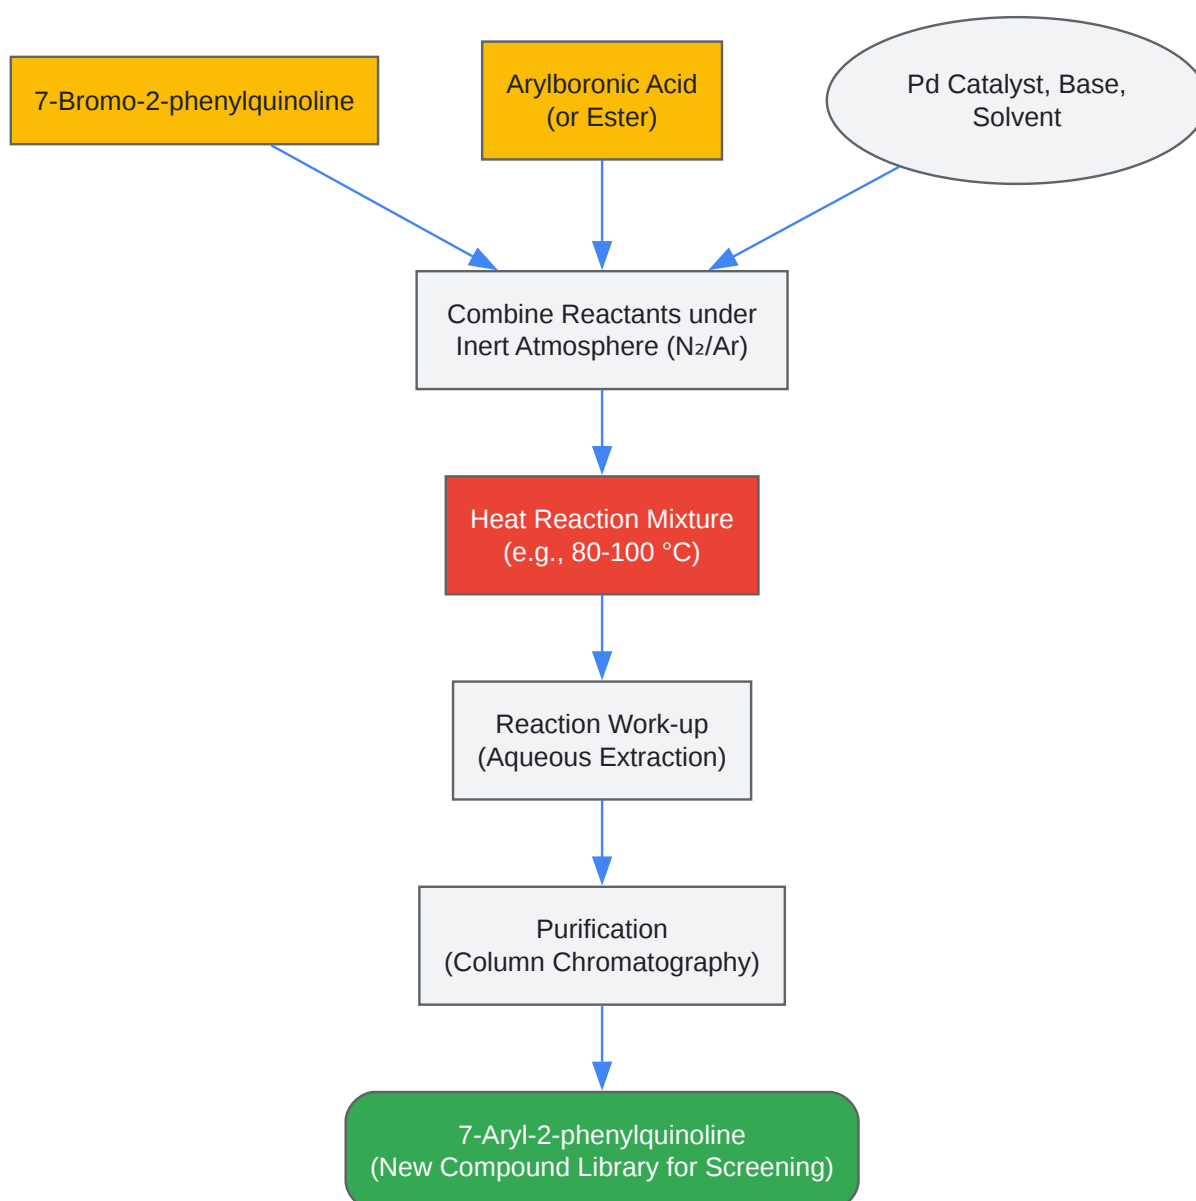 7-Bromo-2-phenylquinoline
Arylboronic Acid
(or Ester)
Pd Catalyst, Base,
Solvent
Combine Reactants under
Inert Atmosphere (N₂/Ar)
Heat Reaction Mixture
(e.g., 80-100 °C)
Reaction Work-up
(Aqueous Extraction)
Purification
(Column Chromatography)
7-Aryl-2-phenylquinoline
(New Compound Library for Screening)